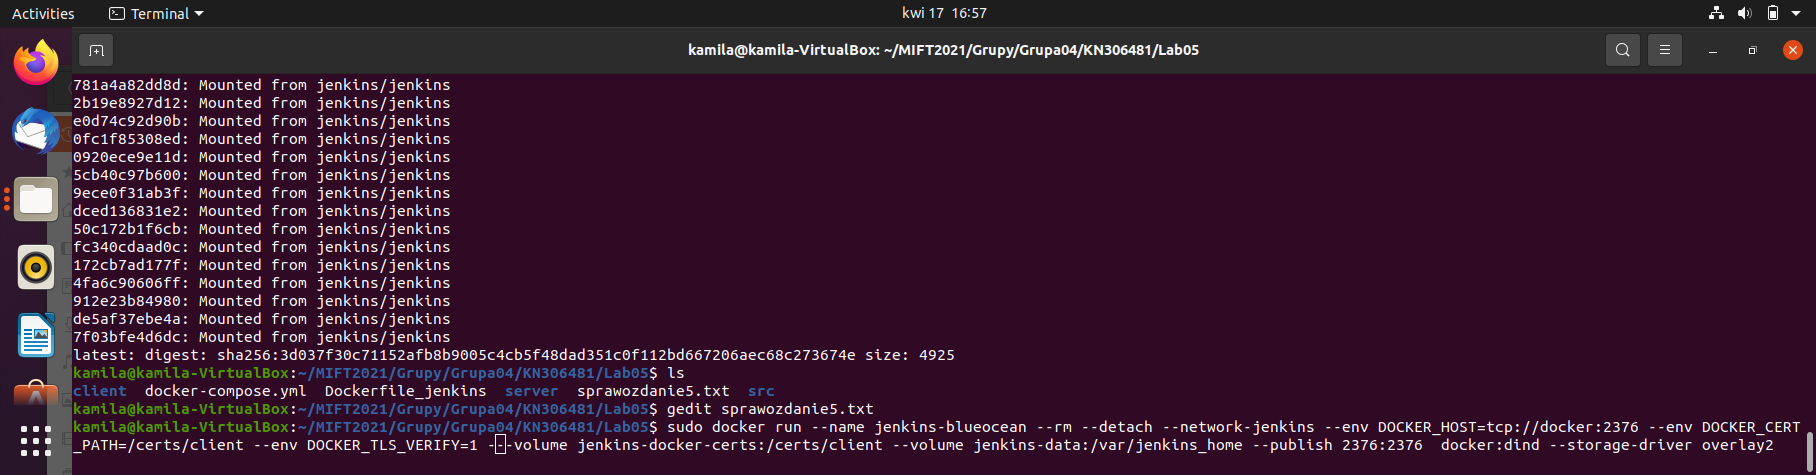 Activities
Terminal
kwi 17 16:57
kamila@kamila-VirtualBox: ~/MIFT2021/Grupy/Grupa04/KN306481/Lab05
781a4a82dd8d: Mounted from jenkins/jenkins
2b19e8927d12: Mounted from jenkins/jenkins
e0d74c92d90b: Mounted from jenkins/jenkins
0fc1f85308ed: Mounted from jenkins/jenkins
0920ece9e11d: Mounted from jenkins/jenkins
5cb40c97b600: Mounted from jenkins/jenkins
9ece0f31ab3f: Mounted from jenkins/jenkins
dced136831e2: Mounted from jenkins/jenkins
50c172b1f6cb: Mounted from jenkins/jenkins
fc340cdaad0c: Mounted from jenkins/jenkins
172cb7ad177f: Mounted from jenkins/jenkins
4fa6c90606ff: Mounted from jenkins/jenkins
912e23b84980: Mounted from jenkins/jenkins
de5af37ebe4a: Mounted from jenkins/jenkins
7f03bfe4d6dc: Mounted from jenkins/jenkins
latest: digest: sha256:3d037f30c71152afb8b9005c4cb5f48dad351c0f112bd667206aec68c273674e size: 4925
kamila@kamila-VirtualBox:~/MIFT2021/Grupy/Grupa04/KN306481/Lab05$ ls
client  docker-compose.yml  Dockerfile_jenkins  server  sprawozdanie5.txt  src
kamila@kamila-VirtualBox:~/MIFT2021/Grupy/Grupa04/KN306481/Lab05$ gedit sprawozdanie5.txt
kamila@kamila-VirtualBox:~/MIFT2021/Grupy/Grupa04/KN306481/Lab05$ sudo docker run --name jenkins-blueocean --rm --detach --network-jenkins --env DOCKER_HOST=tcp://docker:2376 --env DOCKER_CERT
_PATH=/certs/client --env DOCKER_TLS_VERIFY=1 ---volume jenkins-docker-certs:/certs/client --volume jenkins-data:/var/jenkins_home --publish 2376:2376  docker:dind --storage-driver overlay2